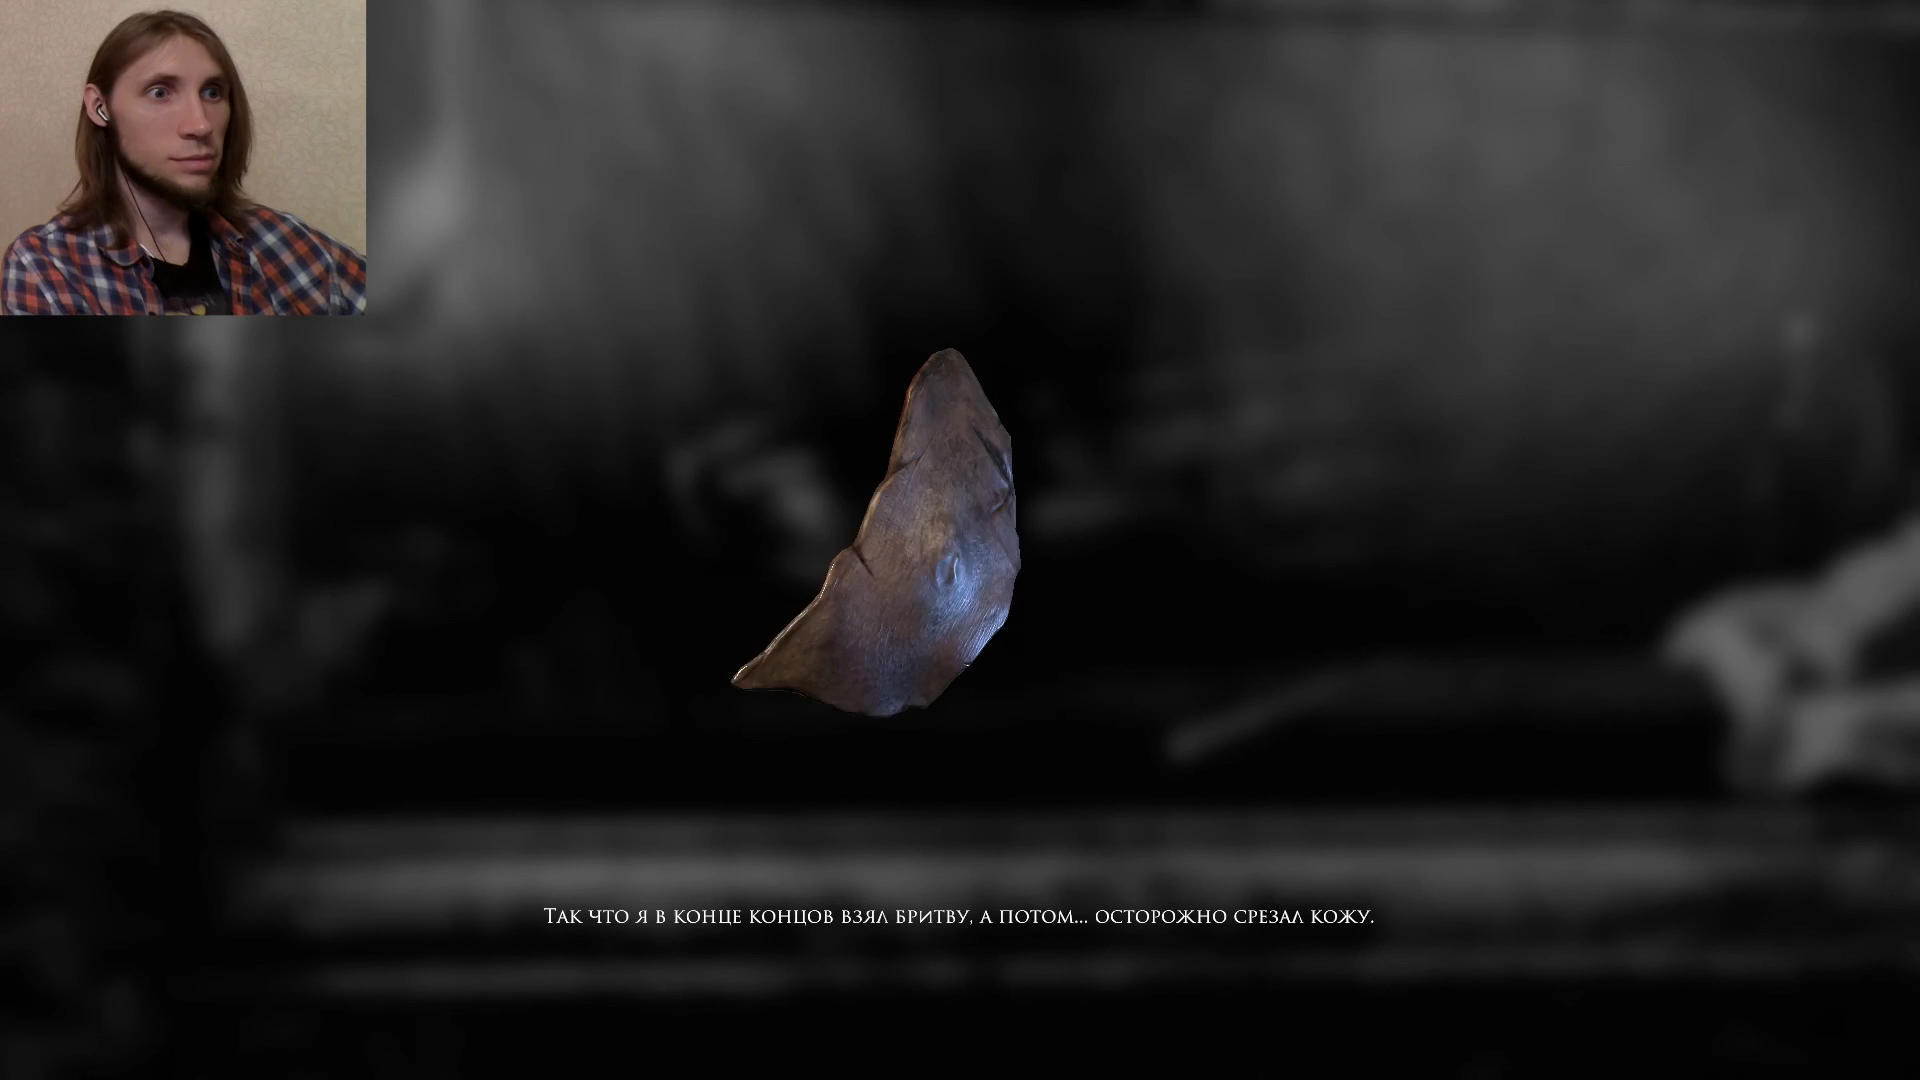 Так что я в конце концов взял бритву, а потом... осторожно срезал кожу.